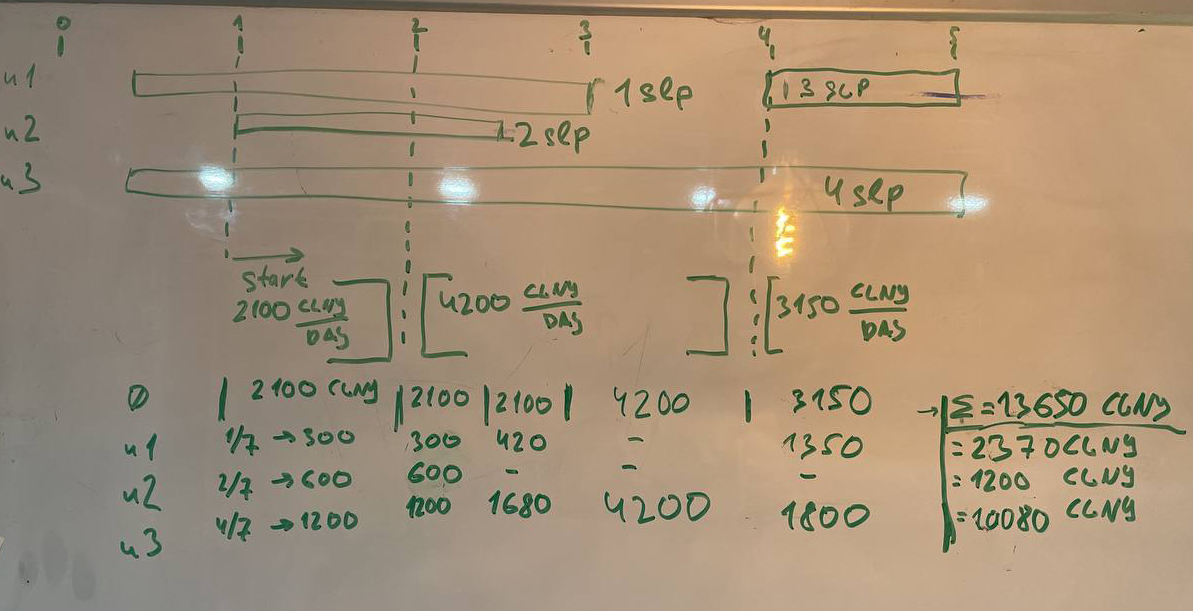 0 1 2 3 4 5
u1 1 slp 13 SLP
u2 2 slp
u3 4 slp
start
2100 CLNY/DAS
4200 CLNY/DAS
3150 CLNY/DAS
0 | 2100 CLNY | 2100 | 2100 | 4200 | 3150 → Σ = 13650 CLNY
u1 1/7 → 300 300 420 - 1350 = 2370 CLNY
u2 2/7 → 600 600 - - - = 1200 CLNY
u3 4/7 → 1200 1200 1680 4200 1800 = 10080 CLNY